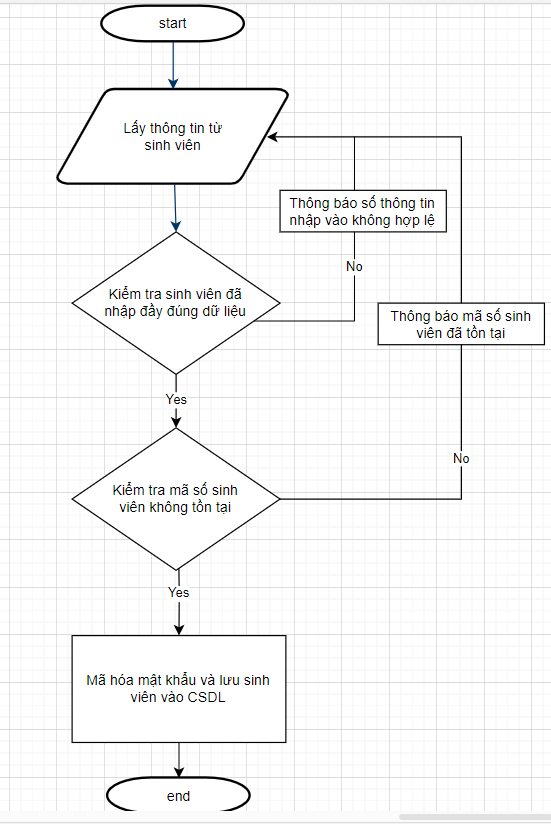 start
Lấy thông tin từ
sinh viên
Thông báo số thông tin
nhập vào không hợp lệ
No
Kiểm tra sinh viên đã
nhập đầy đúng dữ liệu
Thông báo mã số sinh
viên đã tồn tại
Yes
No
Kiểm tra mã số sinh
viên không tồn tại
Yes
Mã hóa mật khẩu và lưu sinh
viên vào CSDL
end